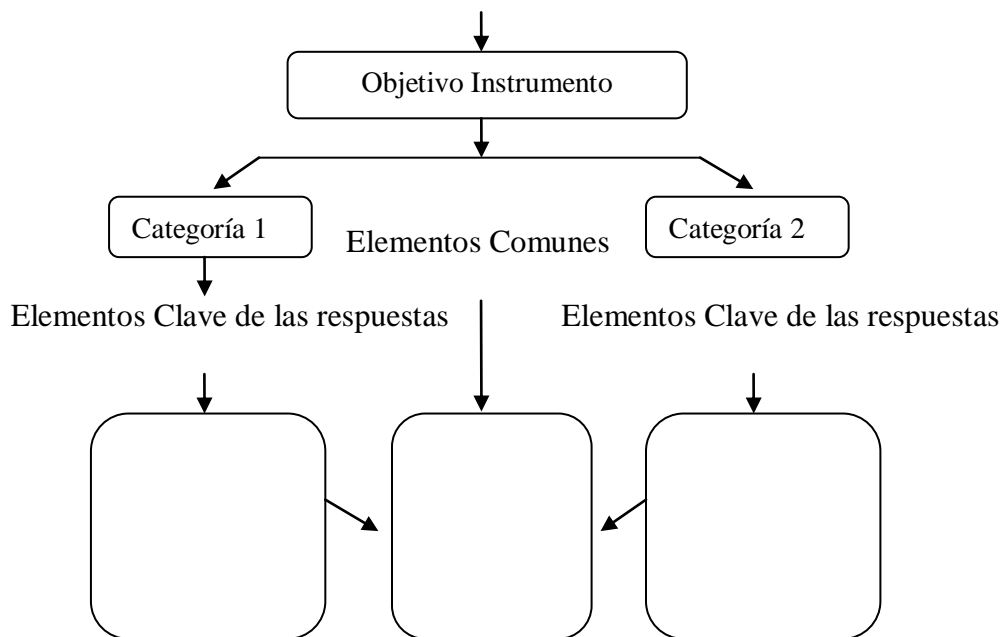 Objetivo Instrumento
Categoría 1
Elementos Comunes
Categoría 2
Elementos Clave de las respuestas
Elementos Clave de las respuestas